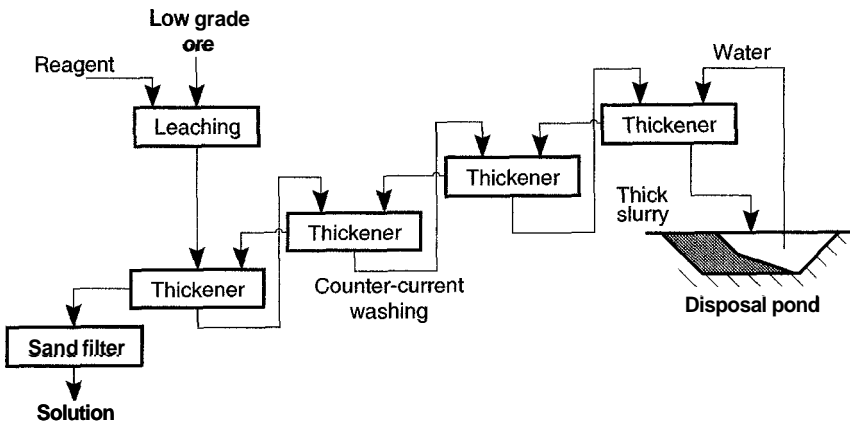 Low grade
ore
Reagent
Leaching
Water
Thickener
Thickener
Thick
slurry
Thickener
Counter-current
washing
Thickener
Disposal pond
Sand filter
Solution